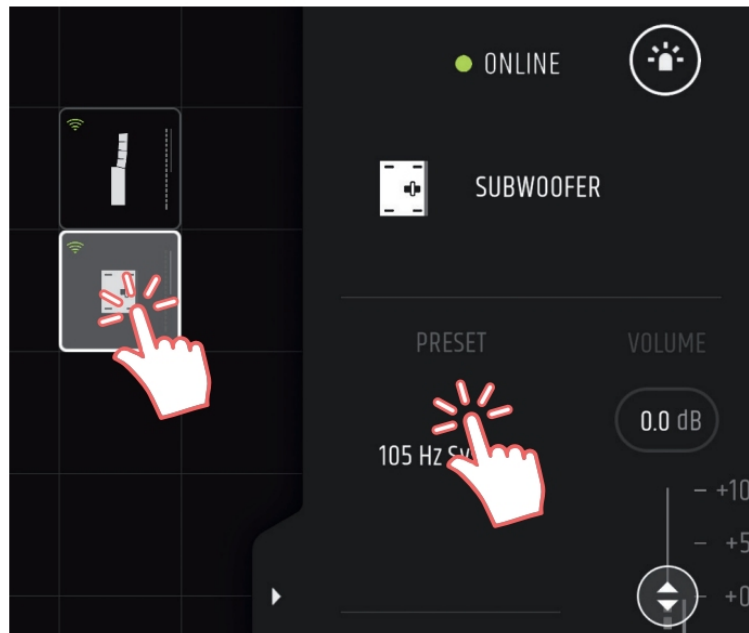 ONLINE
SUBWOOFER
PRESET
VOLUME
0.0 dB
105 Hz
+10
+5
+0